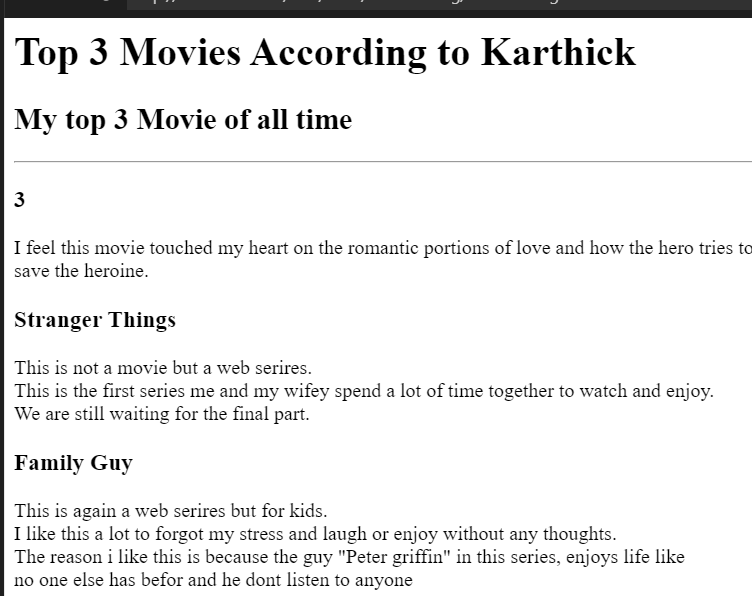 Top 3 Movies According to Karthick
My top 3 Movie of all time
3
I feel this movie touched my heart on the romantic portions of love and how the hero tries to
save the heroine.
Stranger Things
This is not a movie but a web serires.
This is the first series me and my wifey spend a lot of time together to watch and enjoy.
We are still waiting for the final part.
Family Guy
This is again a web serires but for kids.
I like this a lot to forgot my stress and laugh or enjoy without any thoughts.
The reason i like this is because the guy "Peter griffin" in this series, enjoys life like
no one else has befor and he dont listen to anyone